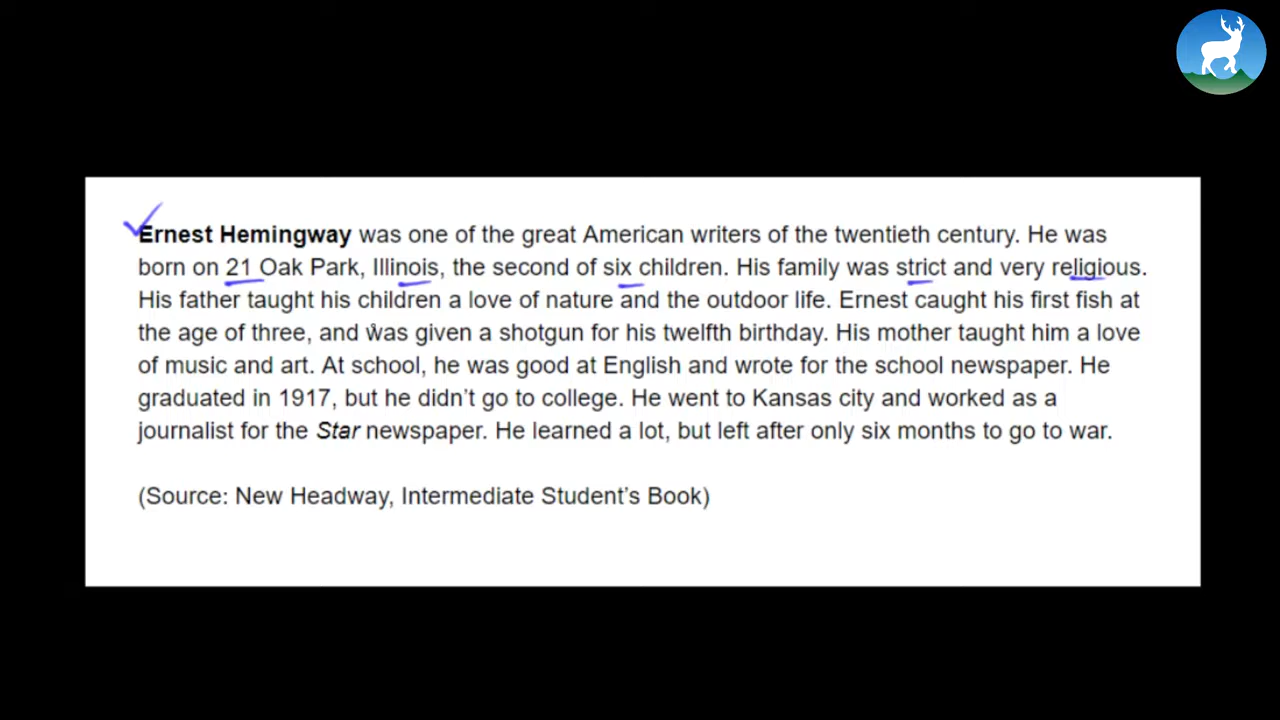 Ernest Hemingway was one of the great American writers of the twentieth century. He was
born on 21 Oak Park, Illinois, the second of six children. His family was strict and very religious.
His father taught his children a love of nature and the outdoor life. Ernest caught his first fish at
the age of three, and was given a shotgun for his twelfth birthday. His mother taught him a love
of music and art. At school, he was good at English and wrote for the school newspaper. He
graduated in 1917, but he didn't go to college. He went to Kansas city and worked as a
journalist for the Star newspaper. He learned a lot, but left after only six months to go to war.
(Source: New Headway, Intermediate Student's Book)